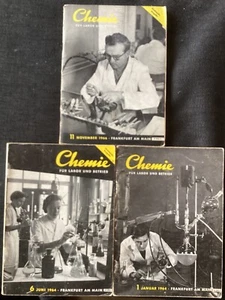 Chemie
FÜR LABOR UND BETRIEB
11 NOVEMBER 1964 · FRANKFURT AM MAIN
Chemie
FÜR LABOR UND BETRIEB
6 JUNI 1964 · FRANKFURT AM MAIN
Chemie
FÜR LABOR UND BETRIEB
1 JANUAR 1964 · FRANKFURT AM MAIN